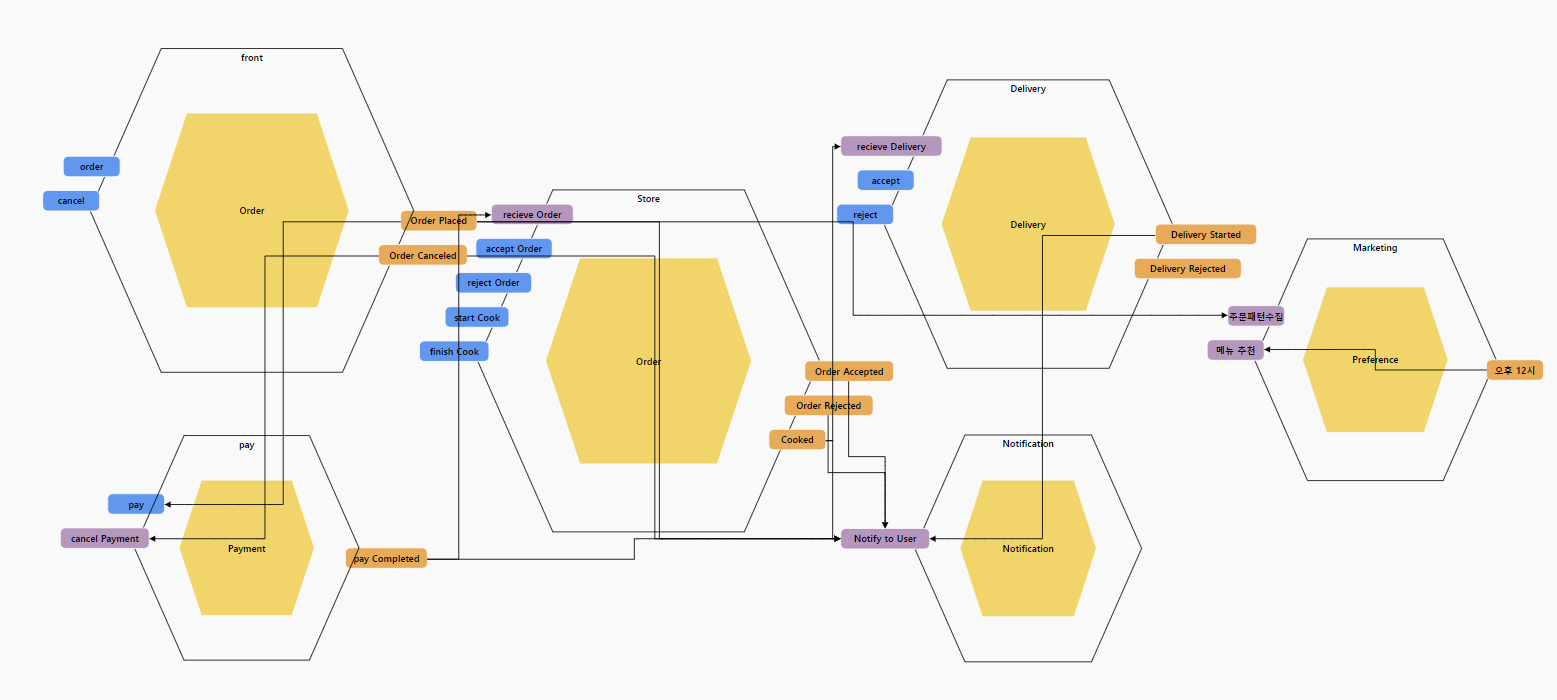 front
order
cancel
Order
Order Placed
Order Canceled
pay
pay
cancel Payment
Payment
pay Completed
Store
recieve Order
accept Order
reject Order
start Cook
finish Cook
Order
Order Accepted
Order Rejected
Cooked
Delivery
recieve Delivery
accept
reject
Delivery
Delivery Started
Delivery Rejected
Notification
Notify to User
Notification
Marketing
주문패턴수집
메뉴 추천
Preference
오후 12시